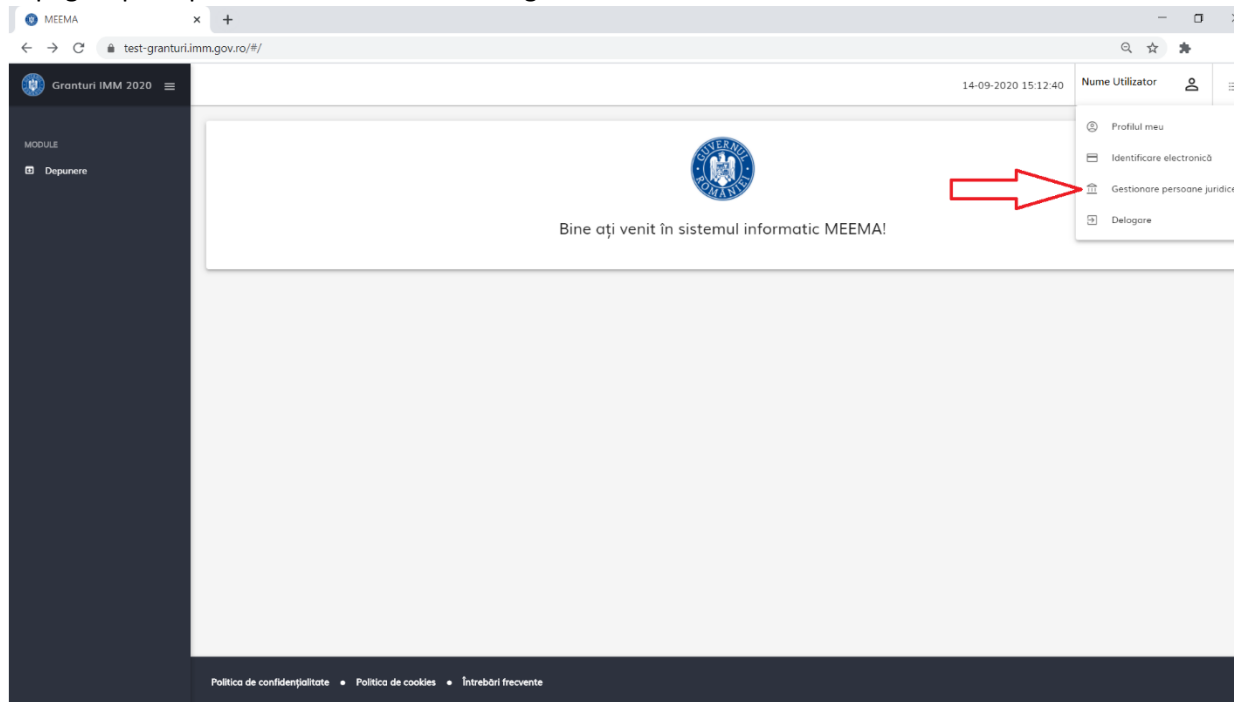 MEEMA
test-granturi.imm.gov.ro/#/
Granturi IMM 2020
14-09-2020 15:12:40
Nume Utilizator
MODULE
Depunere
Profilul meu
Identificare electronică
Gestionare persoane juridice
Delogare
GUVERNUL ROMÂNIEI
Bine ați venit în sistemul informatic MEEMA!
Politica de confidențialitate • Politica de cookies • Întrebări frecvente